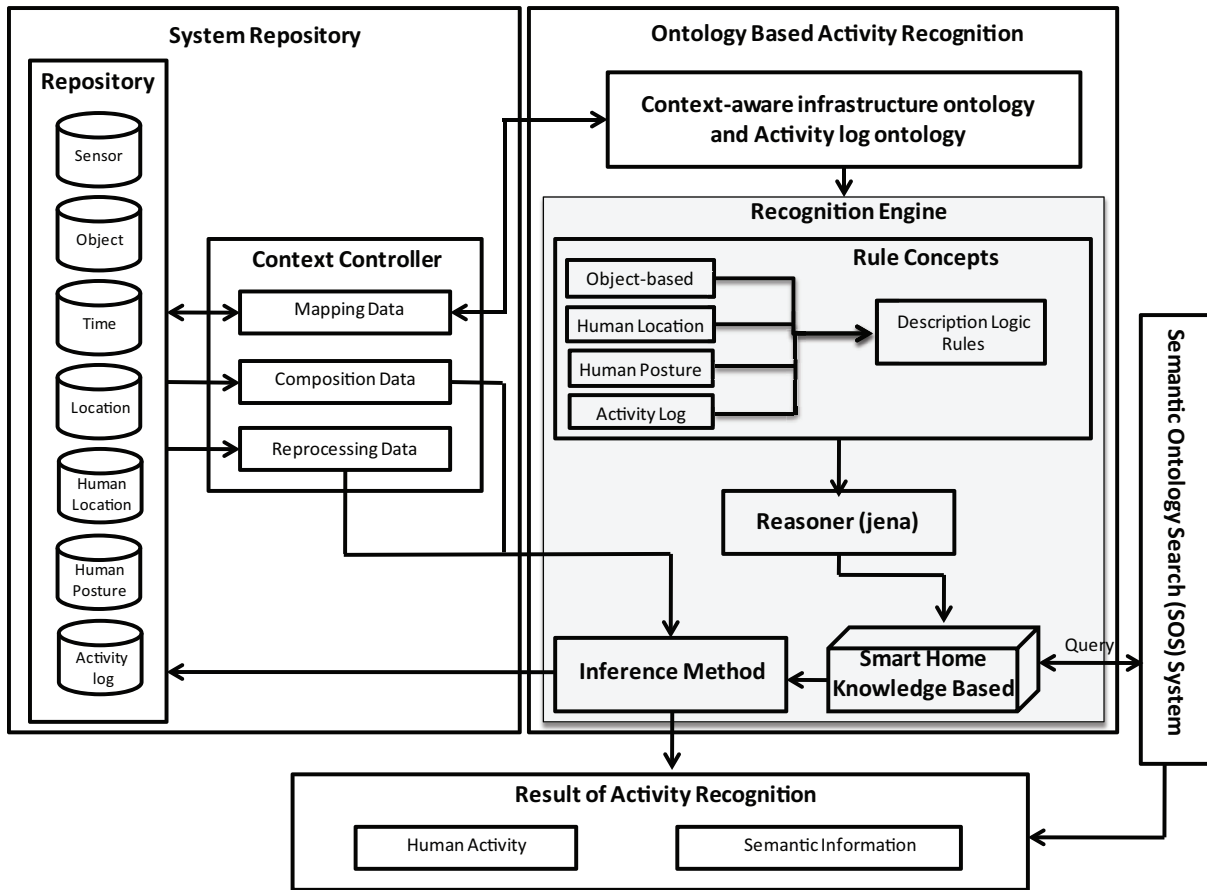 System Repository
Repository
Sensor
Object
Time
Location
Human
Location
Human
Posture
Activity
log
Context Controller
Mapping Data
Composition Data
Reprocessing Data
Ontology Based Activity Recognition
Context-aware infrastructure ontology
and Activity log ontology
Recognition Engine
Rule Concepts
Object-based
Human Location
Human Posture
Activity Log
Description Logic
Rules
Reasoner (jena)
Inference Method
Smart Home
Knowledge Based
Query
Semantic Ontology Search (SOS) System
Result of Activity Recognition
Human Activity
Semantic Information